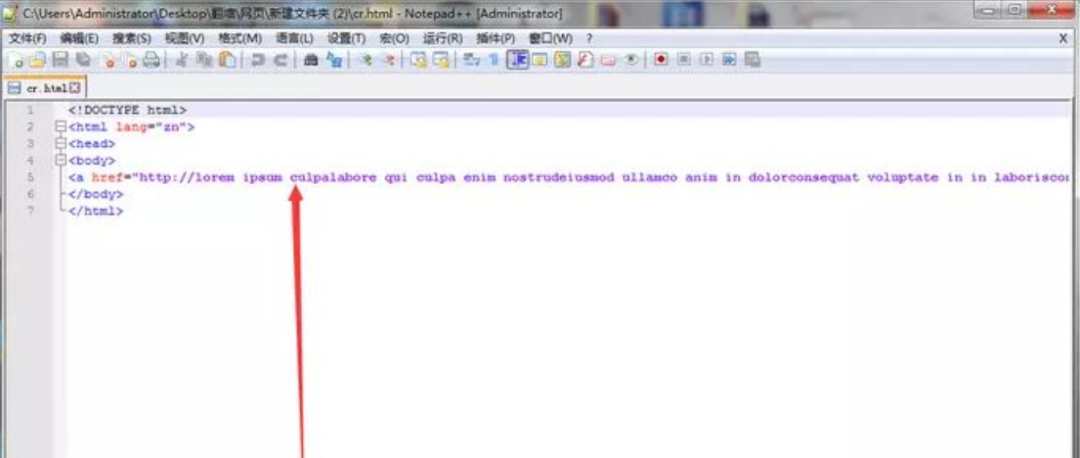 C:\Users\Administrator\Desktop\翻墙\网页\新建文件夹 (2)\cr.html - Notepad++ [Administrator]
文件(F) 编辑(E) 搜索(S) 视图(V) 格式(M) 语言(L) 设置(T) 宏(O) 运行(R) 插件(P) 窗口(W) ? X
cr.html
1 <!DOCTYPE html>
2 <html lang="zn">
3 <head>
4 <body>
5 <a href="http://lorem ipsum culpalabore qui culpa enim nostrudeiusmod ullamco anim in dolorconsequat voluptate in in laboriscon
6 </body>
7 </html>